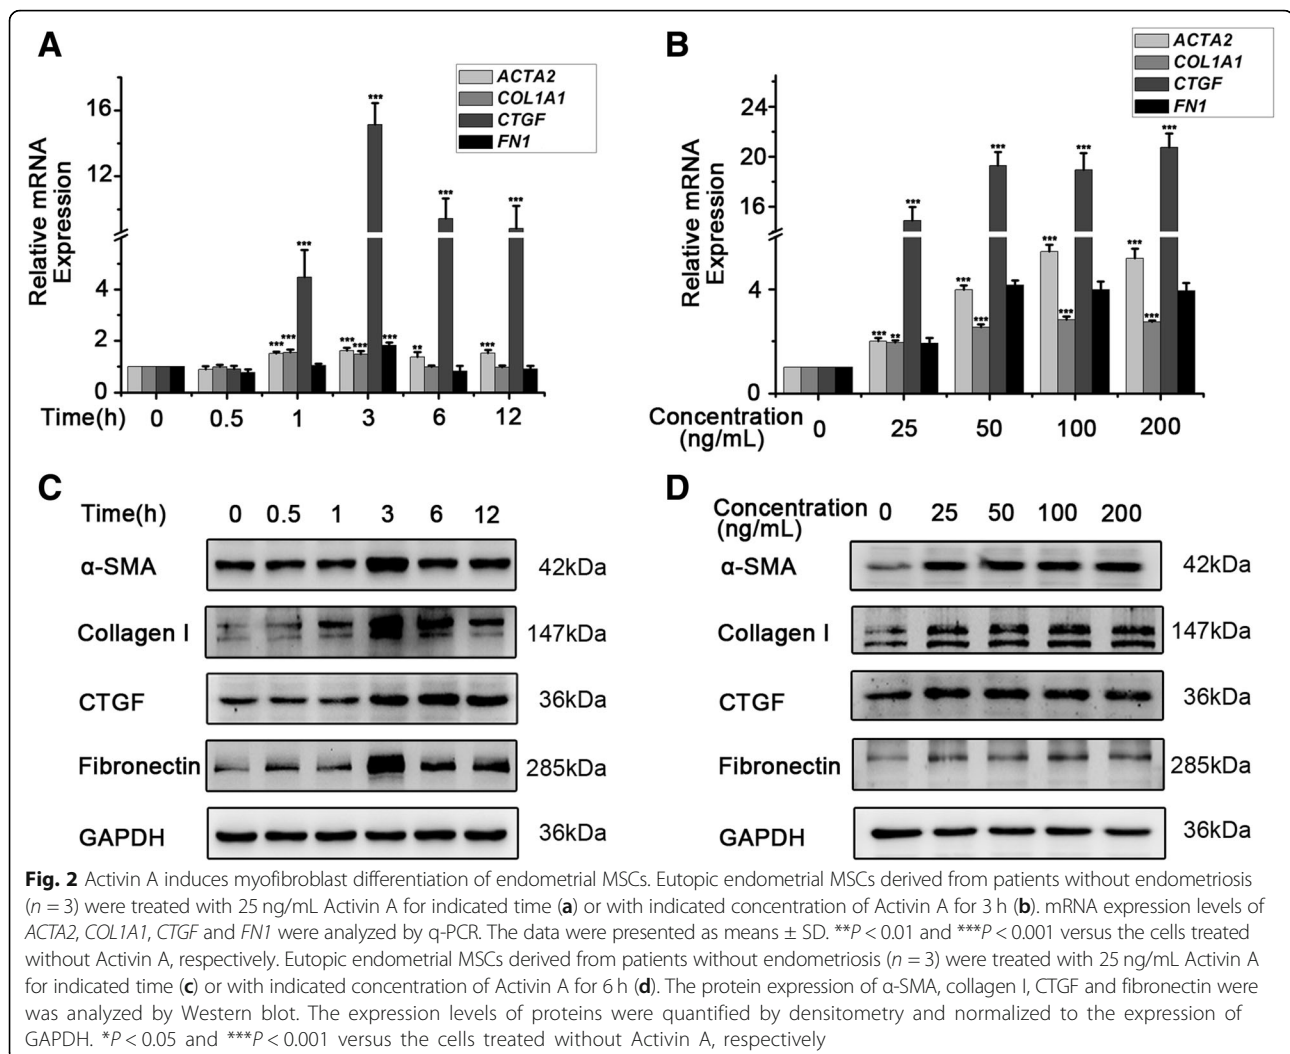 A
ACTA2
COL1A1
CTGF
FN1
Relative mRNA
Expression
16
12
4
2
0
***
***
***
***
***
***
***
***
**
***
***
***
Time(h) 0 0.5 1 3 6 12
B
ACTA2
COL1A1
CTGF
FN1
Relative mRNA
Expression
24
20
16
4
0
***
**
***
***
***
***
***
***
***
***
***
***
Concentration
(ng/mL) 0 25 50 100 200
C
Time(h) 0 0.5 1 3 6 12
α-SMA 42kDa
Collagen I 147kDa
CTGF 36kDa
Fibronectin 285kDa
GAPDH 36kDa
D
Concentration
(ng/mL) 0 25 50 100 200
α-SMA 42kDa
Collagen I 147kDa
CTGF 36kDa
Fibronectin 285kDa
GAPDH 36kDa
Fig. 2 Activin A induces myofibroblast differentiation of endometrial MSCs. Eutopic endometrial MSCs derived from patients without endometriosis
(n = 3) were treated with 25 ng/mL Activin A for indicated time (a) or with indicated concentration of Activin A for 3 h (b). mRNA expression levels of
ACTA2, COL1A1, CTGF and FN1 were analyzed by q-PCR. The data were presented as means ± SD. **P < 0.01 and ***P < 0.001 versus the cells treated
without Activin A, respectively. Eutopic endometrial MSCs derived from patients without endometriosis (n = 3) were treated with 25 ng/mL Activin A
for indicated time (c) or with indicated concentration of Activin A for 6 h (d). The protein expression of α-SMA, collagen I, CTGF and fibronectin were
was analyzed by Western blot. The expression levels of proteins were quantified by densitometry and normalized to the expression of
GAPDH. *P < 0.05 and ***P < 0.001 versus the cells treated without Activin A, respectively